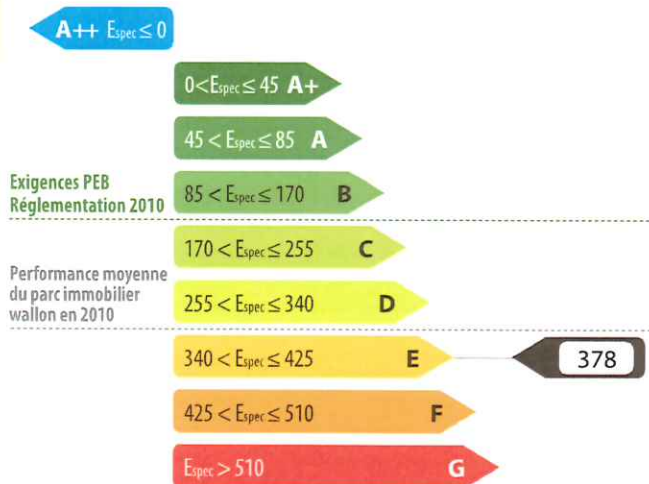 A++ Espec ≤ 0
0 < Espec ≤ 45 A+
45 < Espec ≤ 85 A
Exigences PEB
Réglementation 2010
85 < Espec ≤ 170 B
170 < Espec ≤ 255 C
Performance moyenne
du parc immobilier
wallon en 2010
255 < Espec ≤ 340 D
340 < Espec ≤ 425 E
378
425 < Espec ≤ 510 F
Espec > 510 G